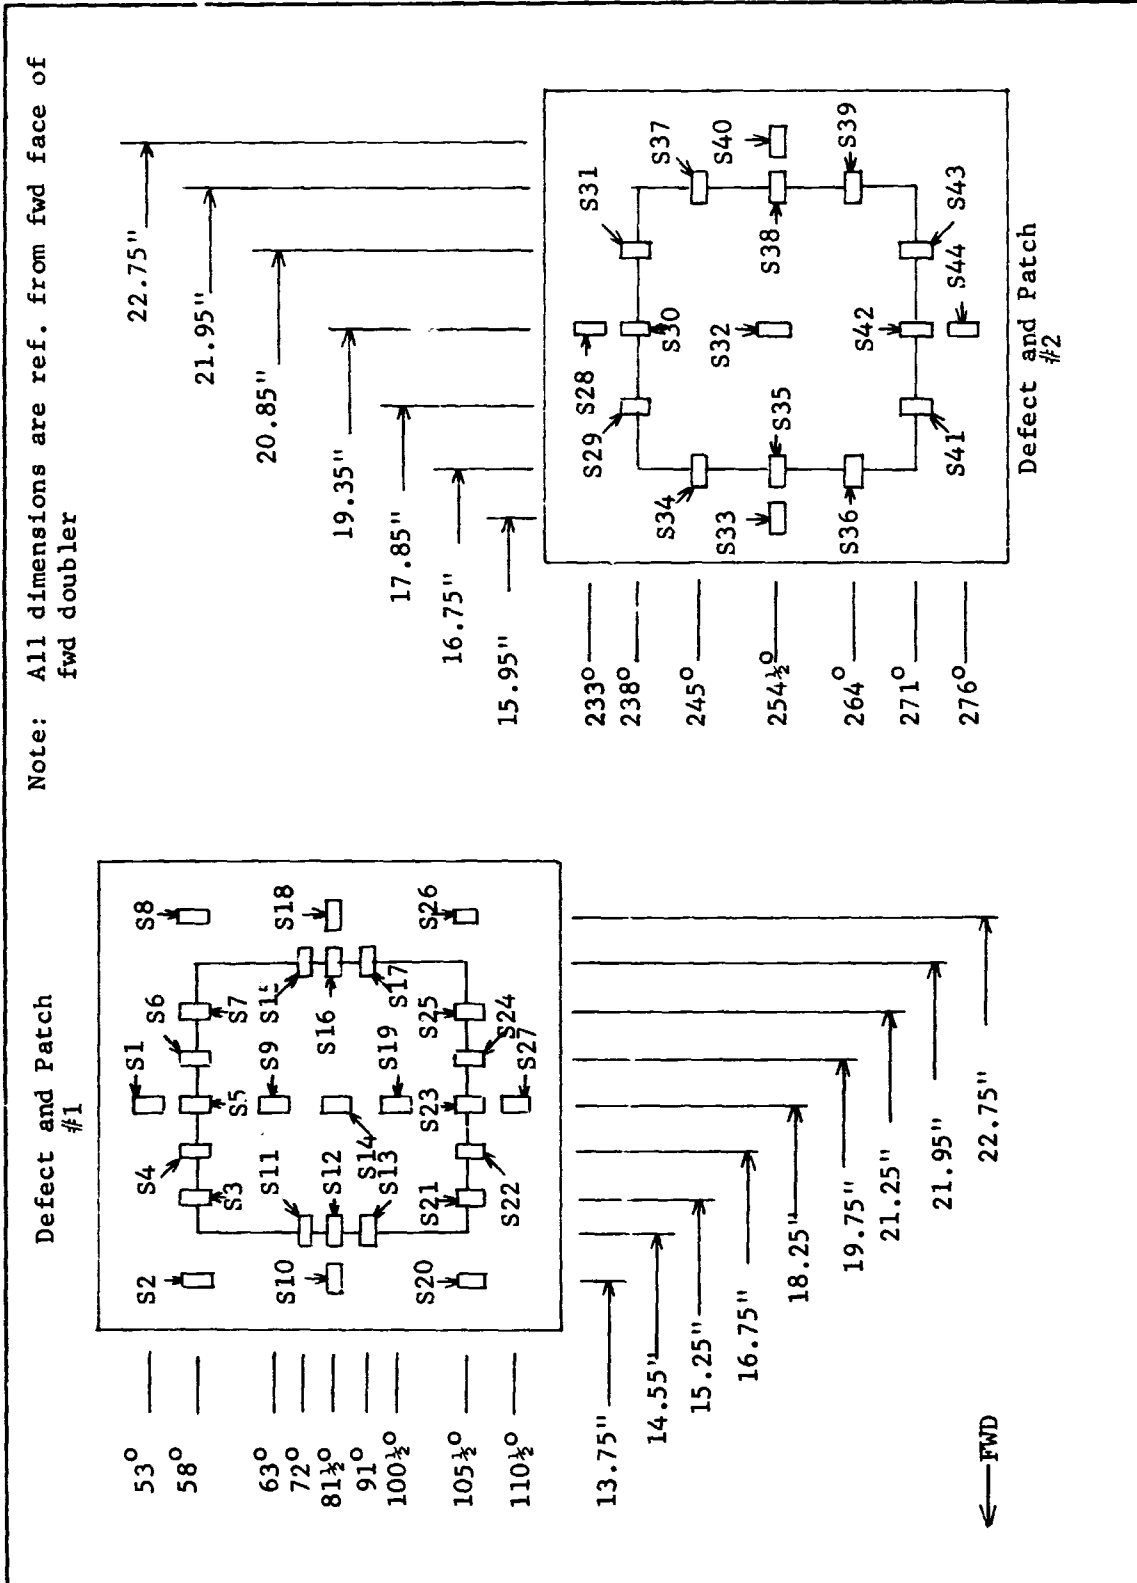 Note: All dimensions are ref. from fwd face of
fwd doubler
Defect and Patch
#1
S1
S2
S3
S4
S5
S6
S7
S8
S9
S10
S11
S12
S13
S14
S15
S16
S17
S18
S19
S20
S21
S22
S23
S24
S25
S26
S27
53°
58°
63°
72°
81½°
91°
100½°
105½°
110½°
13.75"
14.55"
15.25"
16.75"
18.25"
19.75"
21.25"
21.95"
22.75"
FWD
22.75"
21.95"
20.85"
19.35"
17.85"
16.75"
15.95"
233°
238°
245°
254½°
264°
271°
276°
S28
S29
S30
S31
S32
S33
S34
S35
S36
S37
S38
S39
S40
S41
S42
S43
S44
Defect and Patch
#2